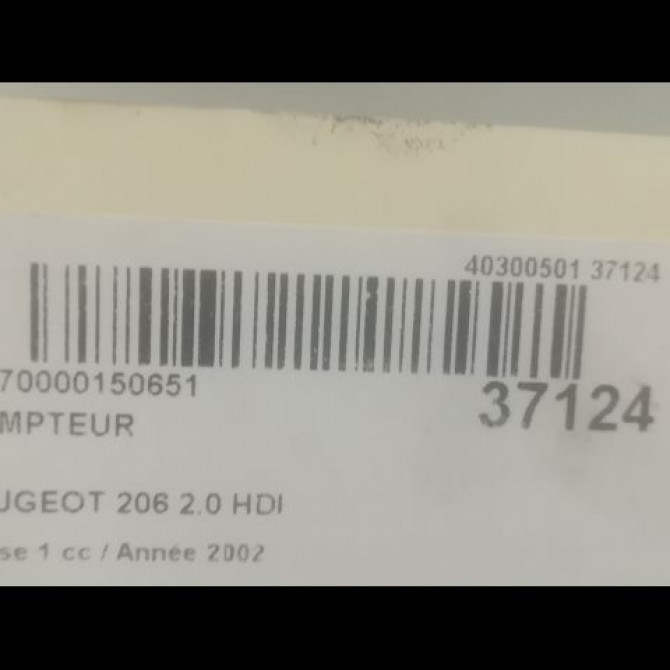 40300501 37124
70000150651
37124
MPTEUR
UGEOT 206 2.0 HDI
se 1 cc / Année 2002